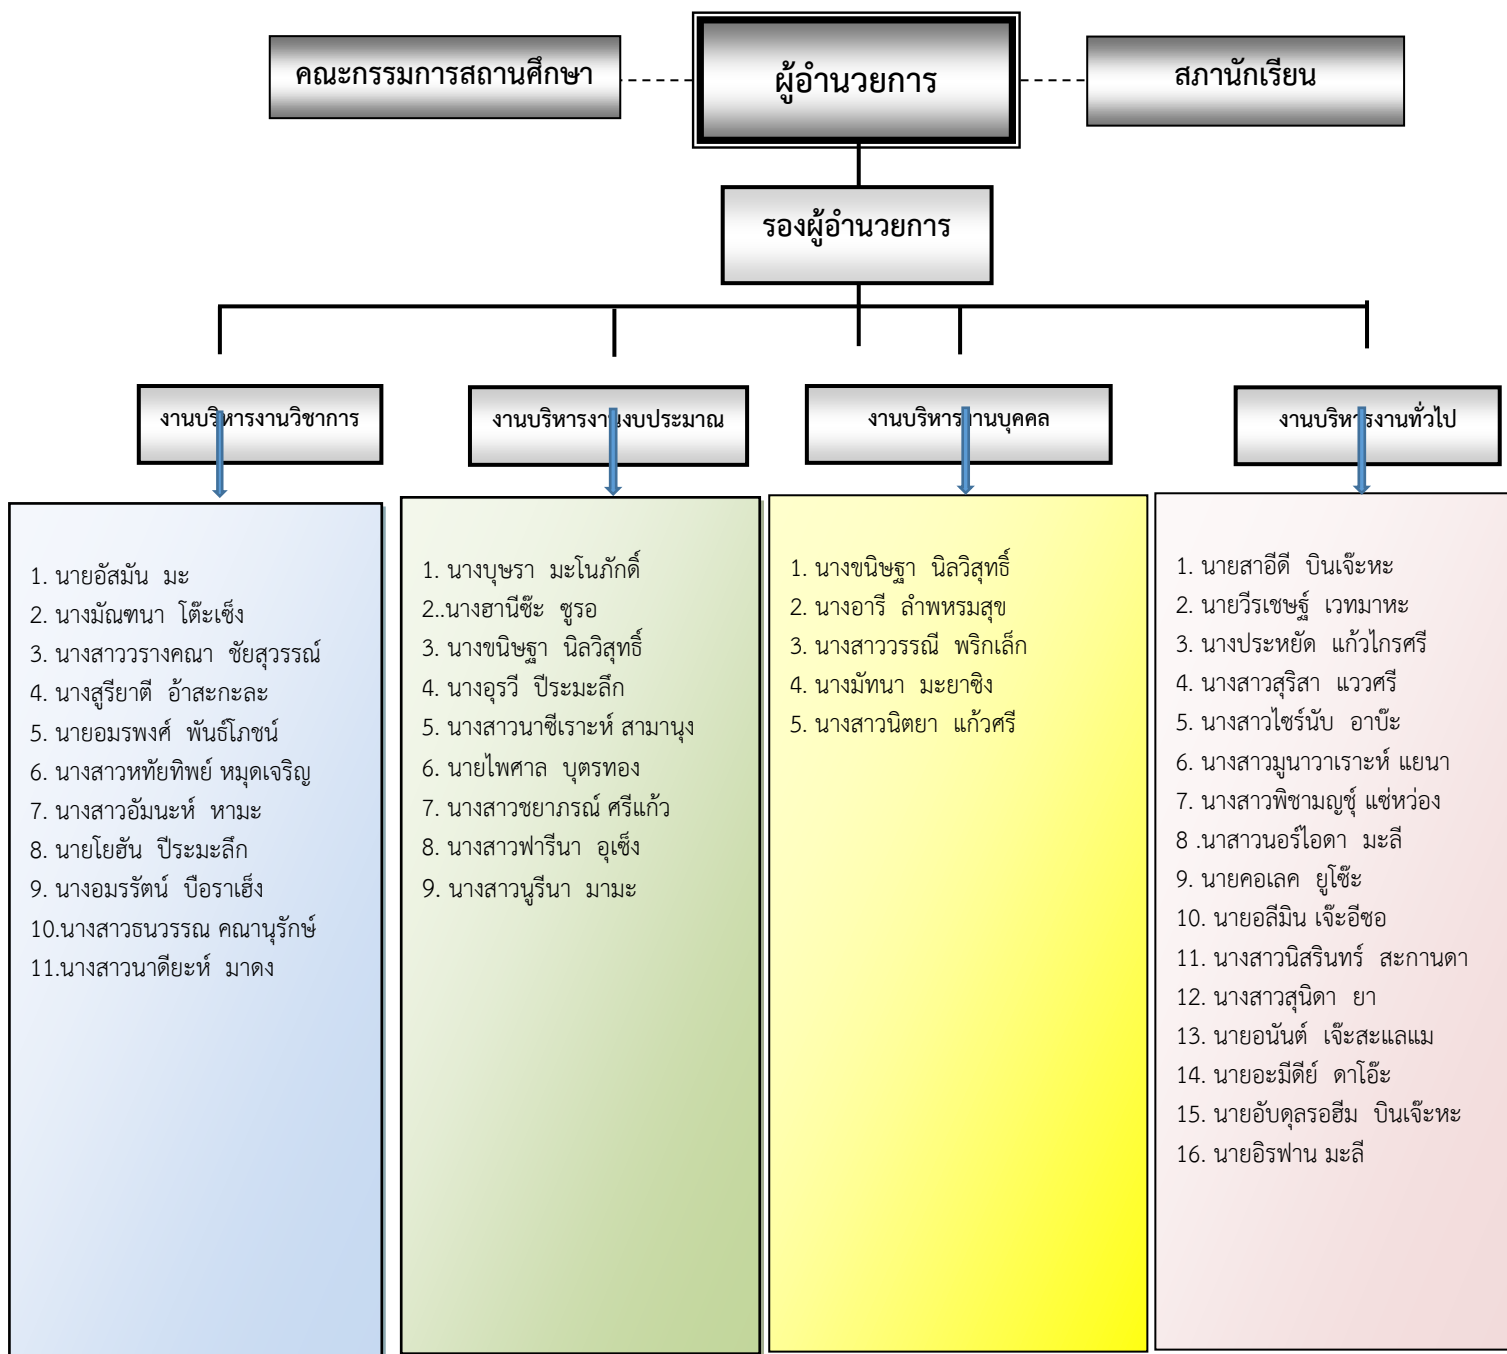 คณะกรรมการสถานศึกษา
ผู้อำนวยการ
สภานักเรียน
รองผู้อำนวยการ
งานบริหารงานวิชาการ
งานบริหารงานงบประมาณ
งานบริหารงานบุคคล
งานบริหารงานทั่วไป
1. นายอัสมัน มะ
2. นางมัณฑนา โต๊ะเซ็ง
3. นางสาววรางคณา ชัยสุวรรณ์
4. นางสูรียาตี อ้าสะกะละ
5. นายอมรพงศ์ พันธ์โภชน์
6. นางสาวหทัยทิพย์ หมุดเจริญ
7. นางสาวอัมนะห์ หามะ
8. นายโยฮัน ปีระมะลึก
9. นางอมรรัตน์ บือราเฮ็ง
10.นางสาวธนวรรณ คณานุรักษ์
11.นางสาวนาดียะห์ มาดง
1. นางบุษรา มะโนภักดิ์
2..นางฮานีซ๊ะ ซูรอ
3. นางขนิษฐา นิลวิสุทธิ์
4. นางอุรวี ปีระมะลึก
5. นางสาวนาซีเราะห์ สามานุง
6. นายไพศาล บุตรทอง
7. นางสาวชยาภรณ์ ศรีแก้ว
8. นางสาวฟารีนา อุเซ็ง
9. นางสาวนูรีนา มามะ
1. นางขนิษฐา นิลวิสุทธิ์
2. นางอารี ลำพหรมสุข
3. นางสาววรรณี พริกเล็ก
4. นางมัทนา มะยาซิง
5. นางสาวนิตยา แก้วศรี
1. นายสาอีดี บินเจ๊ะหะ
2. นายวีรเชษฐ์ เวทมาหะ
3. นางประหยัด แก้วไกรศรี
4. นางสาวสุริสา แววศรี
5. นางสาวไซร์นับ อาบ๊ะ
6. นางสาวมูนาวาเราะห์ แยนา
7. นางสาวพิชามญชุ์ แซ่หว่อง
8 .นาสาวนอร์ไอดา มะลี
9. นายคอเลค ยูโซ๊ะ
10. นายอลีมิน เจ๊ะอีซอ
11. นางสาวนิสรินทร์ สะกานดา
12. นางสาวสุนิดา ยา
13. นายอนันต์ เจ๊ะสะแลแม
14. นายอะมีดีย์ ดาโอ๊ะ
15. นายอับดุลรอฮีม บินเจ๊ะหะ
16. นายอิรฟาน มะลี